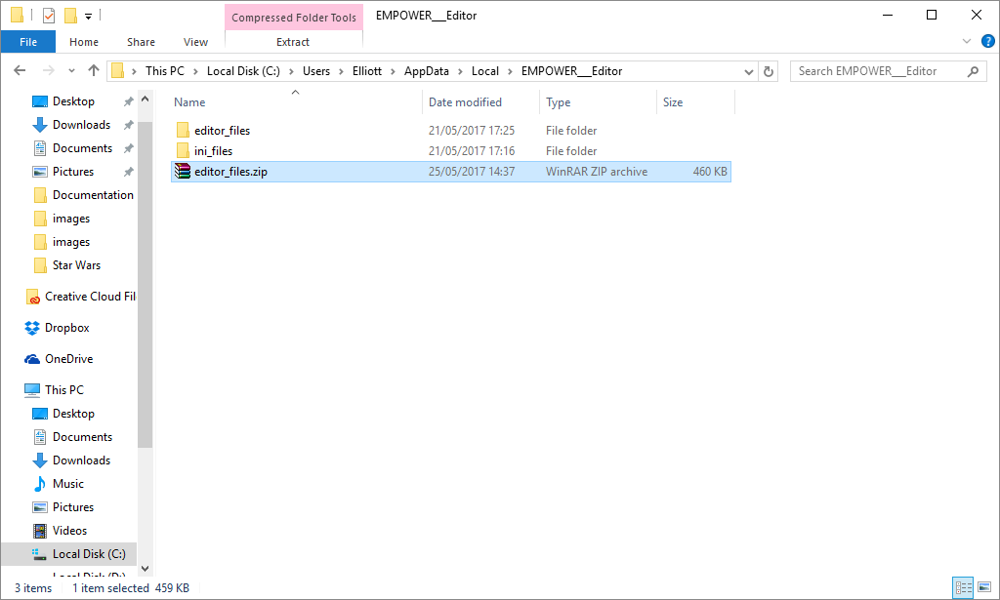 Compressed Folder Tools EMPOWER___Editor
File Home Share View Extract
This PC Local Disk (C:) Users Elliott AppData Local EMPOWER___Editor Search EMPOWER___Editor
Name Date modified Type Size
editor_files 21/05/2017 17:25 File folder
ini_files 21/05/2017 17:16 File folder
editor_files.zip 25/05/2017 14:37 WinRAR ZIP archive 460 KB
Desktop
Downloads
Documents
Pictures
Documentation
images
images
Star Wars
Creative Cloud Fil
Dropbox
OneDrive
This PC
Desktop
Documents
Downloads
Music
Pictures
Videos
Local Disk (C:)
Local Disk (D:)
3 items 1 item selected 459 KB